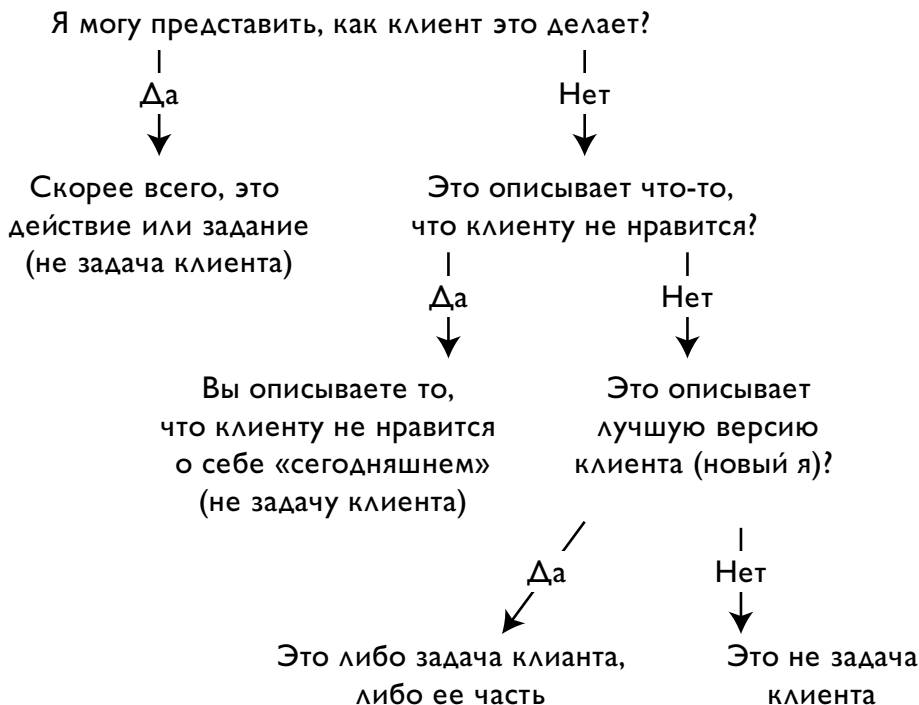 Я могу представить, как клиент это делает?
Да
Нет
Скорее всего, это
действие или задание
(не задача клиента)
Это описывает что-то,
что клиенту не нравится?
Да
Нет
Вы описываете то,
что клиенту не нравится
о себе «сегодняшнем»
(не задачу клиента)
Это описывает
лучшую версию
клиента (новый я)?
Да
Нет
Это либо задача клианта,
либо ее часть
Это не задача
клиента